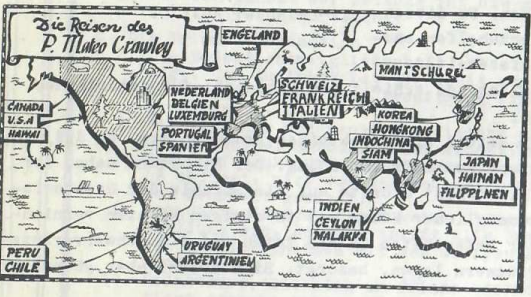 Die Reisen des
P. Mateo Crawley
ENGELAND
MANTSCHUREI
NEDERLAND
BELGIEN
LUXEMBURG
PORTUGAL
SPANIEN
SCHWEIZ
FRANKREICH
ITALIEN
CANADA
U.S.A
HAWAI
KOREA
HONGKONG
INDOCHINA
SIAM
JAPAN
HAINAN
FILIPPINEN
INDIEN
CEYLON
MALAKKA
PERU
CHILE
URUGUAY
ARGENTINIEN